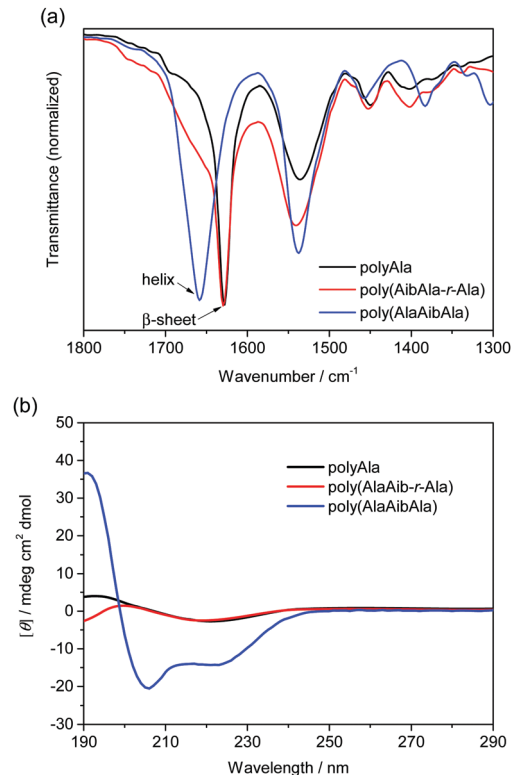 (a)
Transmittance (normalized)
helix
β-sheet
polyAla
poly(AibAla-r-Ala)
poly(AlaAibAla)
1800 1700 1600 1500 1400 1300
Wavenumber / cm⁻¹
(b)
50
40
30
20
10
0
-10
-20
-30
[θ] / mdeg cm² dmol
polyAla
poly(AlaAib-r-Ala)
poly(AlaAibAla)
190 210 230 250 270 290
Wavelength / nm